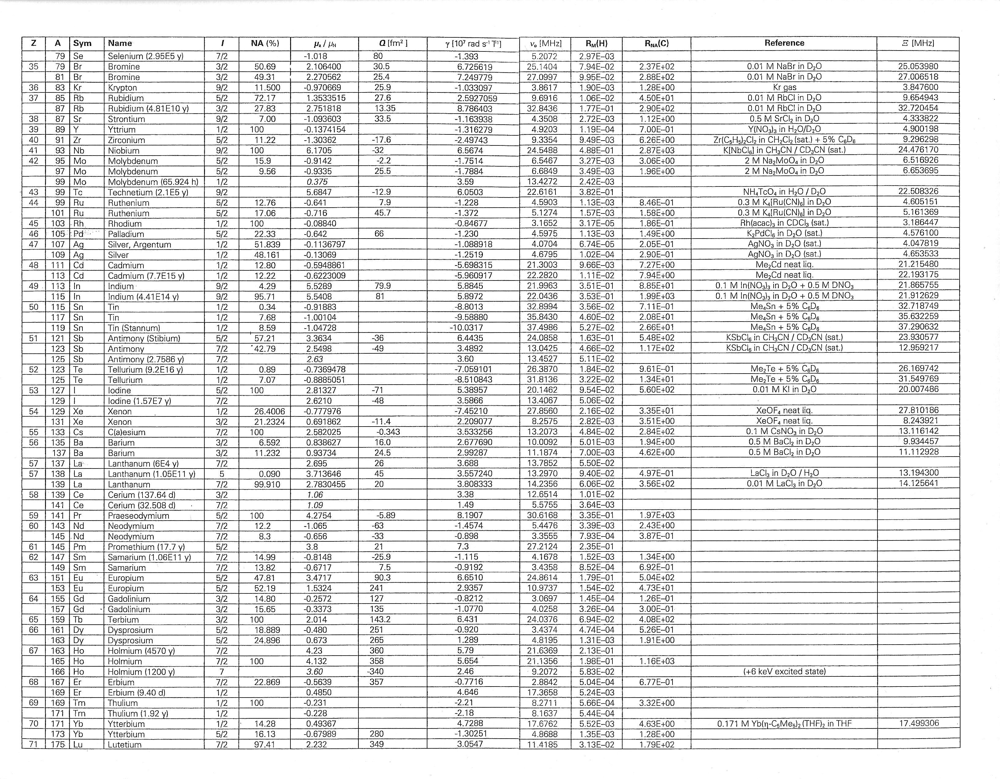 Z A Sym Name I NA (%) μz / μN Q [fm² ] γ [10⁷ rad s⁻¹ T¹] ν₀ [MHz] RM(H) RNA(C) Reference Ξ [MHz]
79 Se Selenium (2.95E5 y) 7/2 -1.018 80 -1.393 5.2072 2.97E–03
35 79 Br Bromine 3/2 50.69 2.106400 30.5 6.725619 25.1404 7.94E–02 2.37E+02 0.01 M NaBr in D₂O 25.053980
81 Br Bromine 3/2 49.31 2.270562 25.4 7.249779 27.0997 9.95E–02 2.88E+02 0.01 M NaBr in D₂O 27.006518
36 83 Kr Krypton 9/2 11.500 -0.970669 25.9 -1.033097 3.8617 1.90E–03 1.28E+00 Kr gas 3.847600
37 85 Rb Rubidium 5/2 72.17 1.3533515 27.6 2.5927059 9.6916 1.06E–02 4.50E+01 0.01 M RbCl in D₂O 9.654943
87 Rb Rubidium (4.81E10 y) 3/2 27.83 2.751818 13.35 8.786403 32.8436 1.77E–01 2.90E+02 0.01 M RbCl in D₂O 32.720454
38 87 Sr Strontium 9/2 7.00 -1.093603 33.5 -1.163938 4.3508 2.72E–03 1.12E+00 0.5 M SrCl₂ in D₂O 4.333822
39 89 Y Yttrium 1/2 100 -0.1374154 -1.316279 4.9203 1.19E–04 7.00E–01 Y(NO₃)₃ in H₂O/D₂O 4.900198
40 91 Zr Zirconium 5/2 11.22 -1.30362 -17.6 -2.49743 9.3354 9.49E–03 6.26E+00 Zr(C₅H₅)₂Cl₂ in CH₂Cl₂ (sat.) + 5% C₆D₆ 9.296298
41 93 Nb Niobium 9/2 100 6.1705 -32 6.5674 24.5488 4.88E–01 2.87E+03 K[NbCl₆] in CH₃CN / CD₃CN (sat.) 24.476170
42 95 Mo Molybdenum 5/2 15.9 -0.9142 -2.2 -1.7514 6.5467 3.27E–03 3.06E+00 2 M Na₂MoO₄ in D₂O 6.516926
97 Mo Molybdenum 5/2 9.56 -0.9335 25.5 -1.7884 6.6849 3.49E–03 1.96E+00 2 M Na₂MoO₄ in D₂O 6.653695
99 Mo Molybdenum (65.924 h) 1/2 0.375 3.59 13.4272 2.42E–03
43 99 Tc Technetium (2.1E5 y) 9/2 5.6847 -12.9 6.0503 22.6161 3.82E–01 NH₄TcO₄ in H₂O / D₂O 22.508326
44 99 Ru Ruthenium 5/2 12.76 -0.641 7.9 -1.228 4.5903 1.13E–03 8.46E–01 0.3 M K₄[Ru(CN)₆] in D₂O 4.605151
101 Ru Ruthenium 5/2 17.06 -0.716 45.7 -1.372 5.1274 1.57E–03 1.58E+00 0.3 M K₄[Ru(CN)₆] in D₂O 5.161369
45 103 Rh Rhodium 1/2 100 -0.08840 -0.84677 3.1652 3.17E–05 1.86E–01 Rh(acac)₃ in CDCl₃ (sat.) 3.186447
46 105 Pd Palladium 5/2 22.33 -0.642 66 -1.230 4.5975 1.13E–03 1.49E+00 K₂PdCl₆ in D₂O (sat.) 4.576100
47 107 Ag Silver, Argentum 1/2 51.839 -0.1136797 -1.088918 4.0704 6.74E–05 2.05E–01 AgNO₃ in D₂O (sat.) 4.047819
109 Ag Silver 1/2 48.161 -0.13069 -1.2519 4.6795 1.02E–04 2.90E–01 AgNO₃ in D₂O (sat.) 4.653533
48 111 Cd Cadmium 1/2 12.80 -0.5948861 -5.698315 21.3003 9.66E–03 7.27E+00 Me₂Cd neat liq. 21.215480
113 Cd Cadmium (7.7E15 y) 1/2 12.22 -0.6223009 -5.960917 22.2820 1.11E–02 7.94E+00 Me₂Cd neat liq. 22.193175
49 113 In Indium 9/2 4.29 5.5289 79.9 5.8845 21.9963 3.51E–01 8.85E+01 0.1 M In(NO₃)₃ in D₂O + 0.5 M DNO₃ 21.865755
115 In Indium (4.41E14 y) 9/2 95.71 5.5408 81 5.8972 22.0436 3.53E–01 1.99E+03 0.1 M In(NO₃)₃ in D₂O + 0.5 M DNO₃ 21.912629
50 115 Sn Tin 1/2 0.34 -0.91883 -8.8013 32.8994 3.56E–02 7.11E–01 Me₄Sn + 5% C₆D₆ 32.718749
117 Sn Tin 1/2 7.68 -1.00104 -9.58880 35.8430 4.60E–02 2.08E+01 Me₄Sn + 5% C₆D₆ 35.632259
119 Sn Tin (Stannum) 1/2 8.59 -1.04728 -10.0317 37.4986 5.27E–02 2.66E+01 Me₄Sn + 5% C₆D₆ 37.290632
51 121 Sb Antimony (Stibium) 5/2 57.21 3.3634 -36 6.4435 24.0858 1.63E–01 5.48E+02 KSbCl₆ in CH₃CN / CD₃CN (sat.) 23.930577
123 Sb Antimony 7/2 42.79 2.5498 -49 3.4892 13.0425 4.66E–02 1.17E+02 KSbCl₆ in CH₃CN / CD₃CN (sat.) 12.959217
125 Sb Antimony (2.7586 y) 7/2 2.63 3.60 13.4527 5.11E–02
52 123 Te Tellurium (9.2E16 y) 1/2 0.89 -0.7369478 -7.059101 26.3870 1.84E–02 9.61E–01 Me₂Te + 5% C₆D₆ 26.169742
125 Te Tellurium 1/2 7.07 -0.8885051 -8.510843 31.8136 3.22E–02 1.34E+01 Me₂Te + 5% C₆D₆ 31.549769
53 127 I Iodine 5/2 100 2.81327 -71 5.38957 20.1462 9.54E–02 5.60E+02 0.01 M KI in D₂O 20.007486
129 I Iodine (1.57E7 y) 7/2 2.6210 -48 3.5866 13.4067 5.06E–02
54 129 Xe Xenon 1/2 26.4006 -0.777976 -7.45210 27.8560 2.16E–02 3.35E+01 XeOF₄ neat liq. 27.810186
131 Xe Xenon 3/2 21.2324 0.691862 -11.4 2.209077 8.2575 2.82E–03 3.51E+00 XeOF₄ neat liq. 8.243921
55 133 Cs C(a)esium 7/2 100 2.582025 -0.343 3.533256 13.2073 4.84E–02 2.84E+02 0.1 M CsNO₃ in D₂O 13.116142
56 135 Ba Barium 3/2 6.592 0.838627 16.0 2.677690 10.0092 5.01E–03 1.94E+00 0.5 M BaCl₂ in D₂O 9.934457
137 Ba Barium 3/2 11.232 0.93734 24.5 2.99287 11.1874 7.00E–03 4.62E+00 0.5 M BaCl₂ in D₂O 11.112928
57 137 La Lanthanum (6E4 y) 7/2 2.695 26 3.688 13.7852 5.50E–02
57 138 La Lanthanum (1.05E11 y) 5 0.090 3.713646 45 3.557240 13.2970 9.40E–02 4.97E–01 LaCl₃ in D₂O / H₂O 13.194300
139 La Lanthanum 7/2 99.910 2.7830455 20 3.808333 14.2356 6.06E–02 3.56E+02 0.01 M LaCl₃ in D₂O 14.125641
58 139 Ce Cerium (137.64 d) 3/2 1.06 3.38 12.6514 1.01E–02
141 Ce Cerium (32.508 d) 7/2 1.09 1.49 5.5755 3.64E–03
59 141 Pr Praeseodymium 5/2 100 4.2754 -5.89 8.1907 30.6168 3.35E–01 1.97E+03
60 143 Nd Neodymium 7/2 12.2 -1.065 -63 -1.4574 5.4476 3.39E–03 2.43E+00
145 Nd Neodymium 7/2 8.3 -0.656 -33 -0.898 3.3555 7.93E–04 3.87E–01
61 145 Pm Promethium (17.7 y) 5/2 3.8 21 7.3 27.2124 2.35E–01
62 147 Sm Samarium (1.06E11 y) 7/2 14.99 -0.8148 -25.9 -1.115 4.1678 1.52E–03 1.34E+00
149 Sm Samarium 7/2 13.82 -0.6717 7.5 -0.9192 3.4358 8.52E–04 6.92E–01
63 151 Eu Europium 5/2 47.81 3.4717 90.3 6.6510 24.8614 1.79E–01 5.04E+02
153 Eu Europium 5/2 52.19 1.5324 241 2.9357 10.9737 1.54E–02 4.73E+01
64 155 Gd Gadolinium 3/2 14.80 -0.2572 127 -0.8212 3.0697 1.45E–04 1.26E–01
157 Gd Gadolinium 3/2 15.65 -0.3373 135 -1.0770 4.0258 3.26E–04 3.00E–01
65 159 Tb Terbium 3/2 100 2.014 143.2 6.431 24.0376 6.94E–02 4.08E+02
66 161 Dy Dysprosium 5/2 18.889 -0.480 251 -0.920 3.4374 4.74E–04 5.26E–01
163 Dy Dysprosium 5/2 24.896 0.673 265 1.289 4.8195 1.31E–03 1.91E+00
67 163 Ho Holmium (4570 y) 7/2 4.23 360 5.79 21.6369 2.13E–01
165 Ho Holmium 7/2 100 4.132 358 5.654 21.1356 1.98E–01 1.16E+03
166 Ho Holmium (1200 y) 7 3.60 -340 2.46 9.2072 5.83E–02 (+6 keV excited state)
68 167 Er Erbium 7/2 22.869 -0.5639 357 -0.7716 2.8842 5.04E–04 6.77E–01
169 Er Erbium (9.40 d) 1/2 0.4850 4.646 17.3658 5.24E–03
69 169 Tm Thulium 1/2 100 -0.231 -2.21 8.2711 5.66E–04 3.32E+00
171 Tm Thulium (1.92 y) 1/2 -0.228 -2.18 8.1637 5.44E–04
70 171 Yb Ytterbium 1/2 14.28 0.49367 4.7288 17.6762 5.52E–03 4.63E+00 0.171 M Yb(η-C₅Me₅)₂ (THF)₂ in THF 17.499306
173 Yb Ytterbium 5/2 16.13 -0.67989 280 -1.30251 4.8688 1.35E–03 1.28E+00
71 175 Lu Lutetium 7/2 97.41 2.232 349 3.0547 11.4185 3.13E–02 1.79E+02